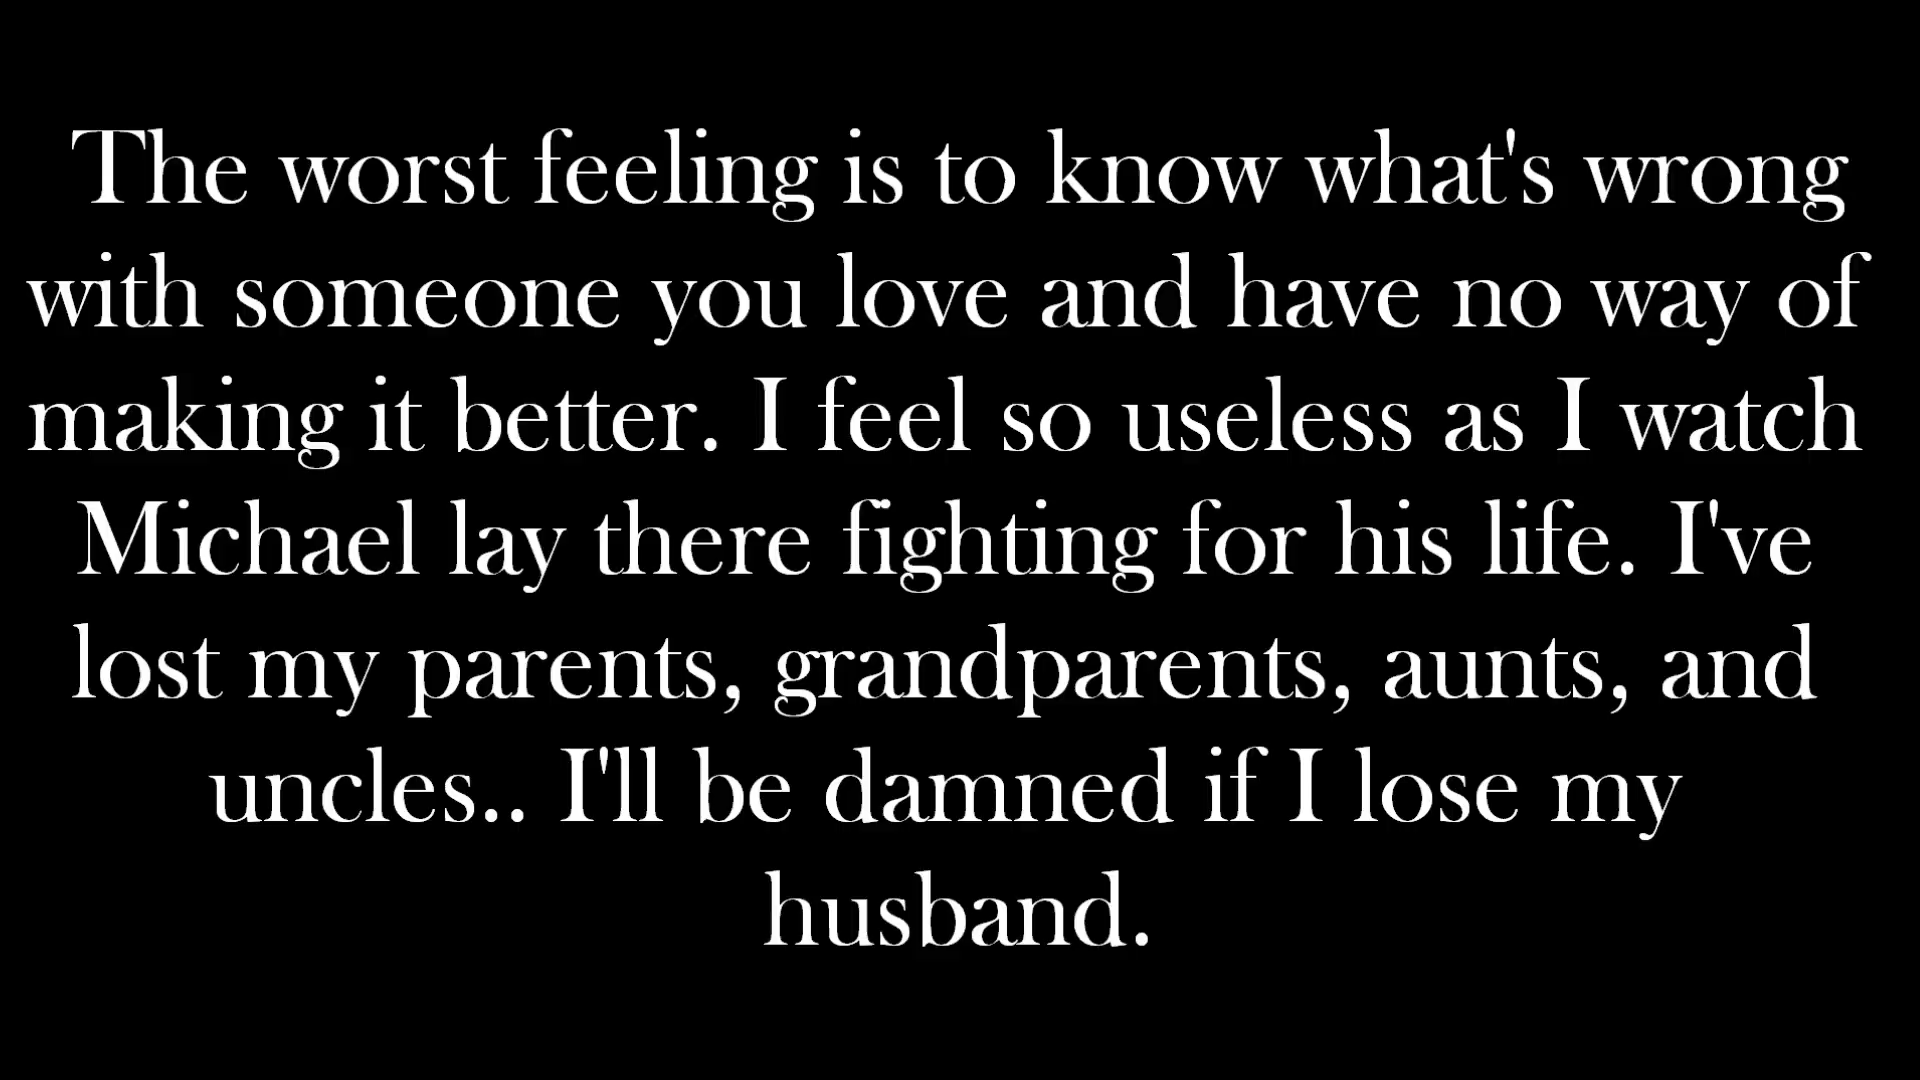 The worst feeling is to know what's wrong
with someone you love and have no way of
making it better. I feel so useless as I watch
Michael lay there fighting for his life. I've
lost my parents, grandparents, aunts, and
uncles.. I'll be damned if I lose my
husband.